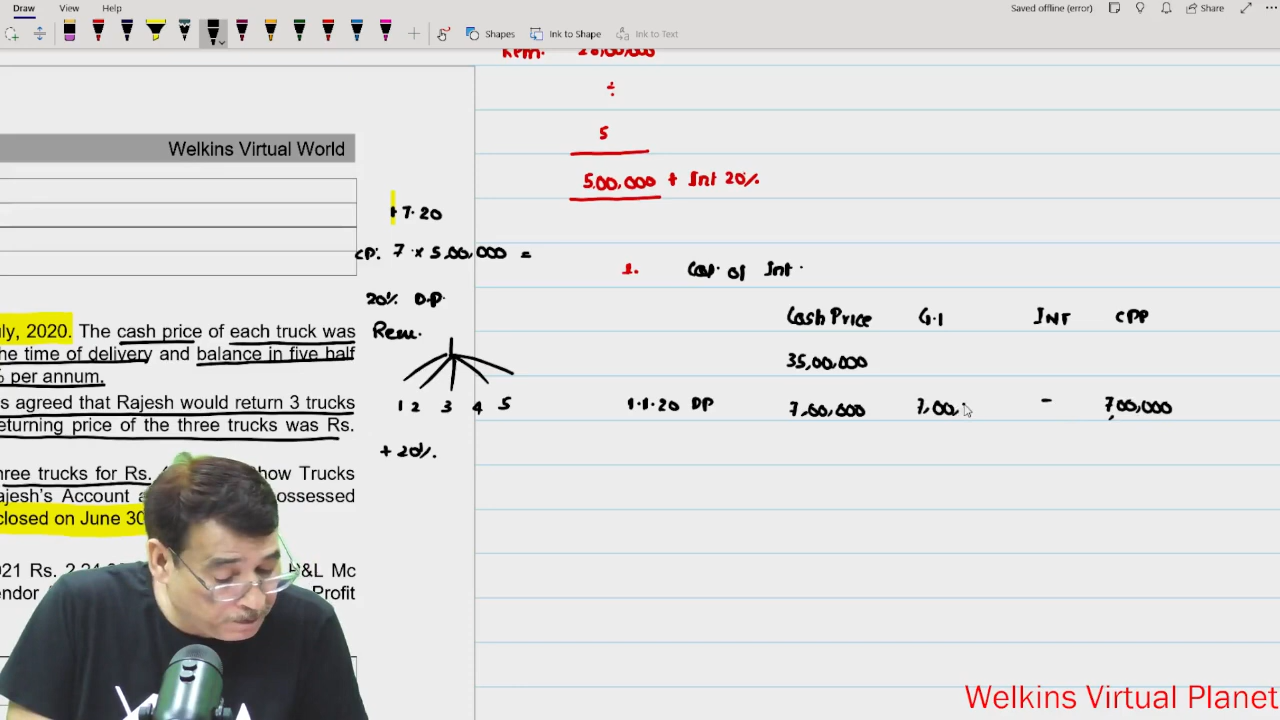 Draw View Help
Saved offline (error)
Share
Shapes
Ink to Shape
Ink to Text
Rem.
÷
5
5,00,000 + Int 20%
Welkins Virtual World
1.7.20
CP. 7 × 5,00,000 =
20% D.P.
Rem.
1 2 3 4 5
+ 20%.
uly, 2020. The cash price of each truck was
he time of delivery and balance in five half
% per annum.
s agreed that Rajesh would return 3 trucks
eturning price of the three trucks was Rs.
hree trucks for Rs. how Trucks
ajesh's Account a ossessed
closed on June 30
021 Rs. 2,24, &L Mc
endor Profit
1. Cal. of Int.
Cash Price G.I INT CPP
35,00,000
1.1.20 DP 7,00,000 7,00, - 7,00,000
Welkins Virtual Planet